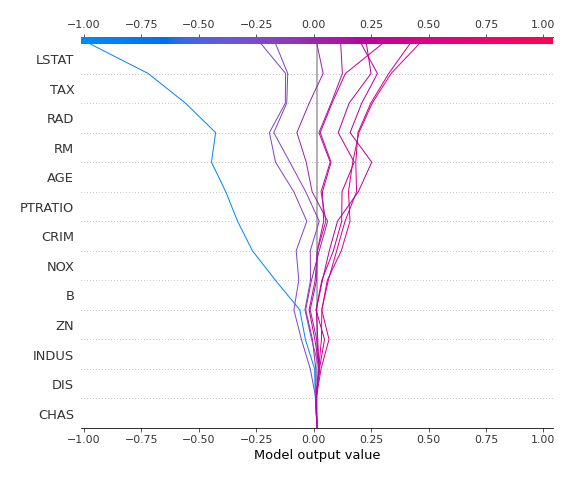 −1.00 −0.75 −0.50 −0.25 0.00 0.25 0.50 0.75 1.00
LSTAT
TAX
RAD
RM
AGE
PTRATIO
CRIM
NOX
B
ZN
INDUS
DIS
CHAS
−1.00 −0.75 −0.50 −0.25 0.00 0.25 0.50 0.75 1.00
Model output value